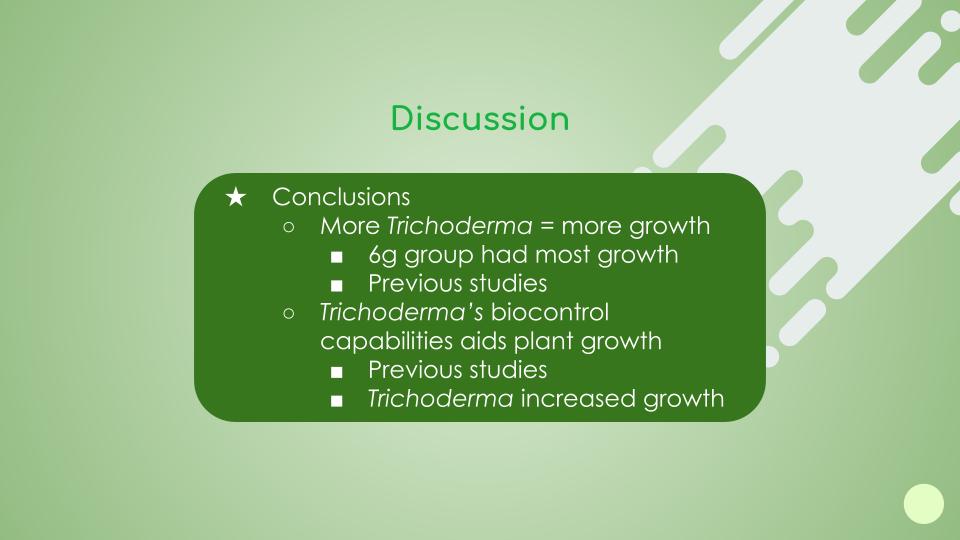 Discussion
★ Conclusions
○ More Trichoderma = more growth
■ 6g group had most growth
■ Previous studies
○ Trichoderma's biocontrol
capabilities aids plant growth
■ Previous studies
■ Trichoderma increased growth